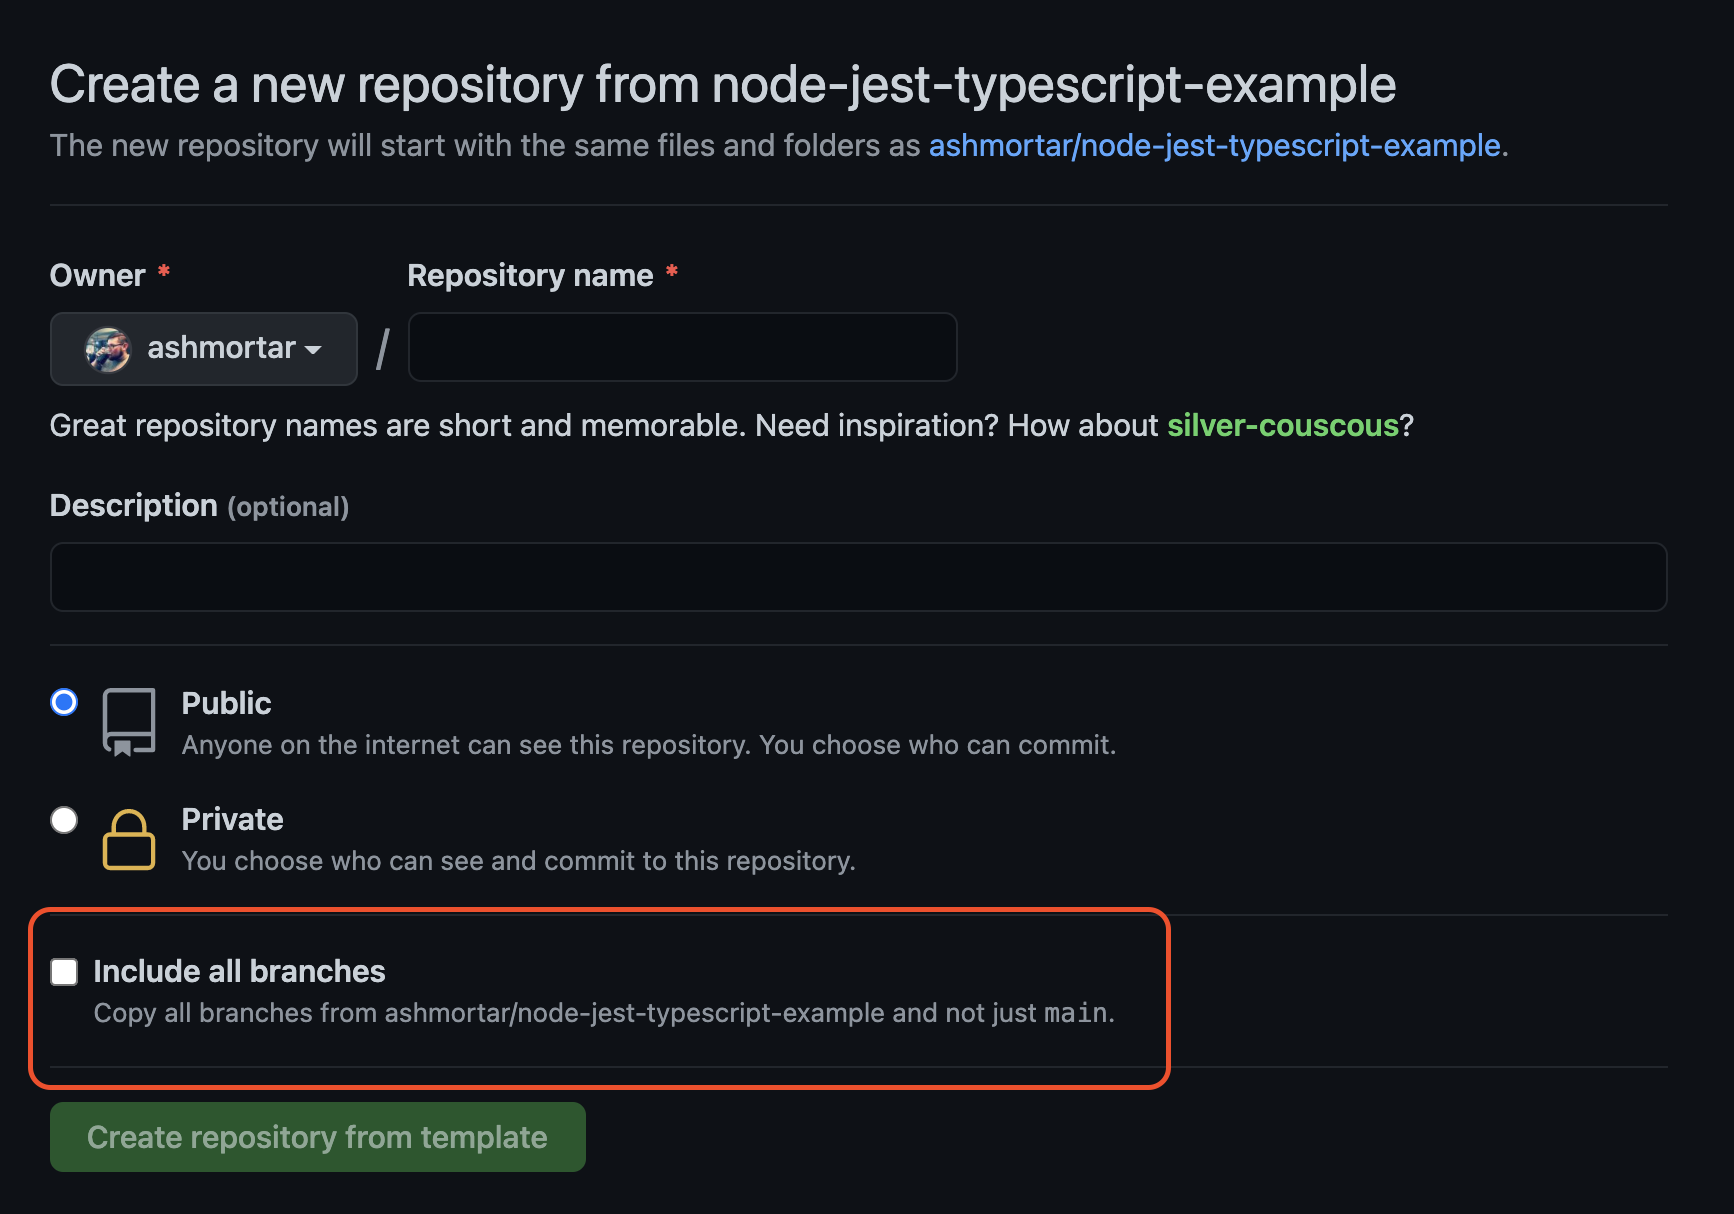 Create a new repository from node-jest-typescript-example
The new repository will start with the same files and folders as ashmortar/node-jest-typescript-example.
Owner * Repository name *
ashmortar /
Great repository names are short and memorable. Need inspiration? How about silver-couscous?
Description (optional)
Public
Anyone on the internet can see this repository. You choose who can commit.
Private
You choose who can see and commit to this repository.
Include all branches
Copy all branches from ashmortar/node-jest-typescript-example and not just main.
Create repository from template